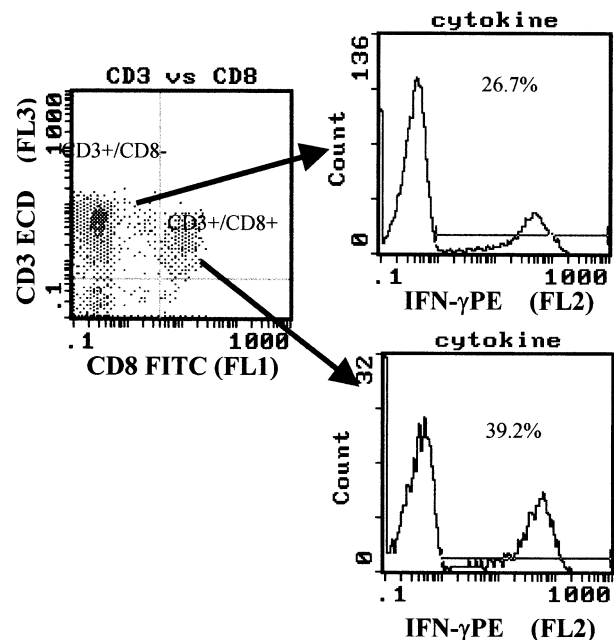 CD3 vs CD8
CD3 ECD (FL3)
.1
1000
CD3+/CD8-
CD3+/CD8+
.1
1000
CD8 FITC (FL1)
cytokine
Count
0
136
26.7%
.1
1000
IFN-γPE (FL2)
cytokine
Count
0
32
39.2%
.1
1000
IFN-γPE (FL2)